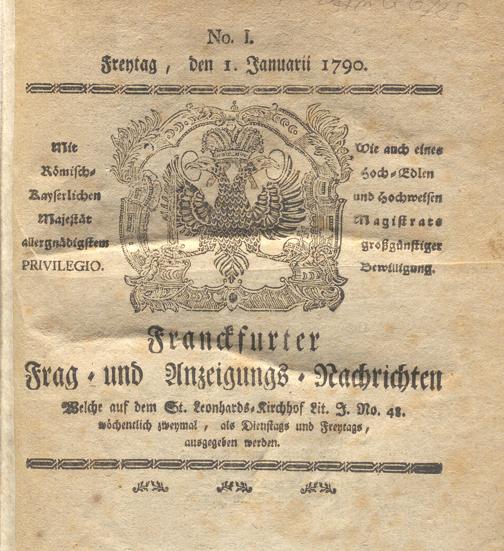 No. I.
Freytag, den 1. Januarii 1790.
Mit
Römisch-
Kayserlichen
Majestät
allergnädigstem
PRIVILEGIO.
Wie auch eines
Hoch-Edlen
und Hochweisen
Magistrats
großgünstiger
Bewilligung.
Franckfurter
Frag- und Anzeigungs-Nachrichten
Welche auf dem St. Leonhards-Kirchhof Lit. J. No. 48.
wöchentlich zweymal, als Dienstags und Freytags,
ausgegeben werden.